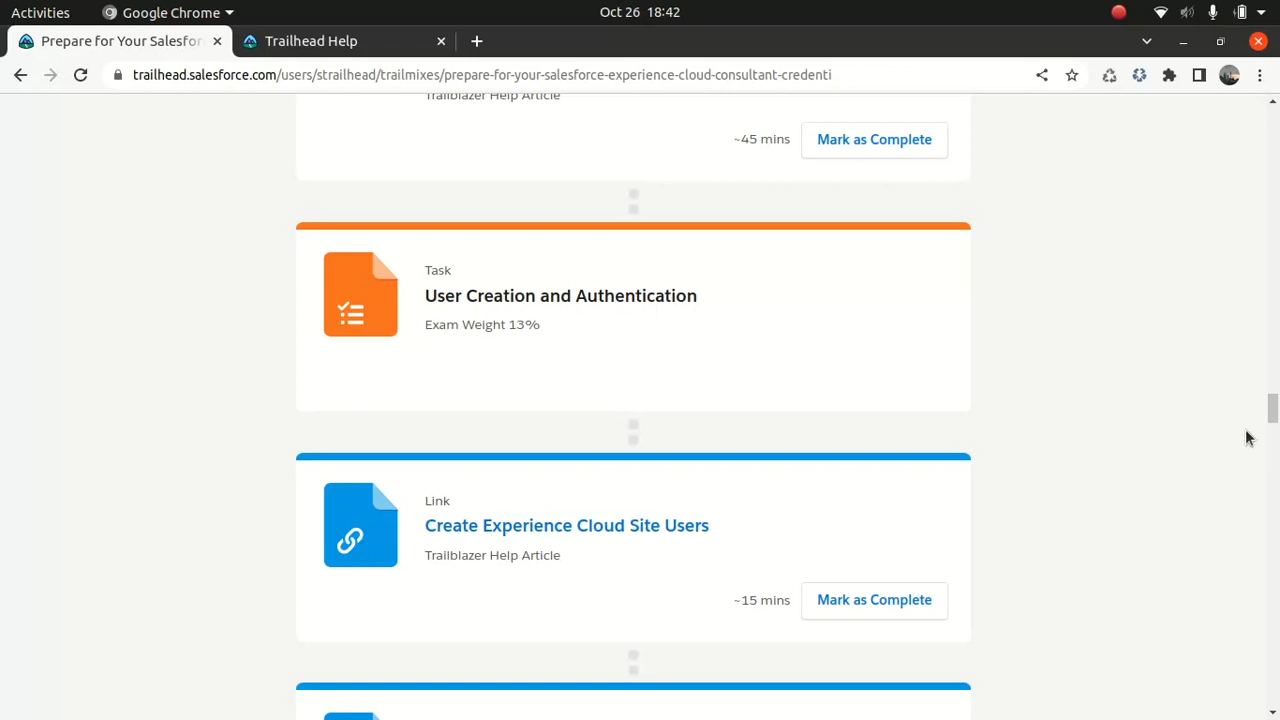 Activities
Google Chrome
Oct 26 18:42
Prepare for Your Salesfor
Trailhead Help
trailhead.salesforce.com/users/strailhead/trailmixes/prepare-for-your-salesforce-experience-cloud-consultant-credenti
Trailblazer Help Article
~45 mins
Mark as Complete
Task
User Creation and Authentication
Exam Weight 13%
Link
Create Experience Cloud Site Users
Trailblazer Help Article
~15 mins
Mark as Complete